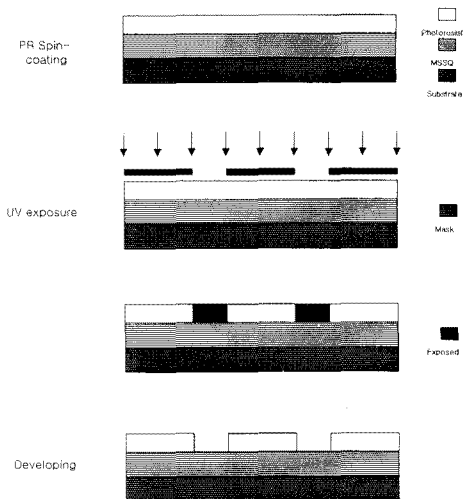 PR Spin-
coating
Photoresist
MSSQ
Substrate
UV exposure
Mask
Exposed
Developing